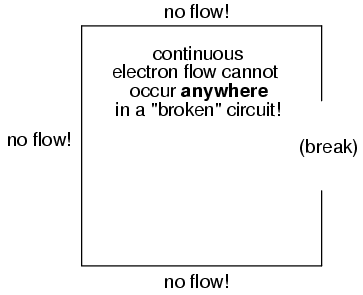 no flow!
continuous
electron flow cannot
occur anywhere
in a "broken" circuit!
no flow!
(break)
no flow!